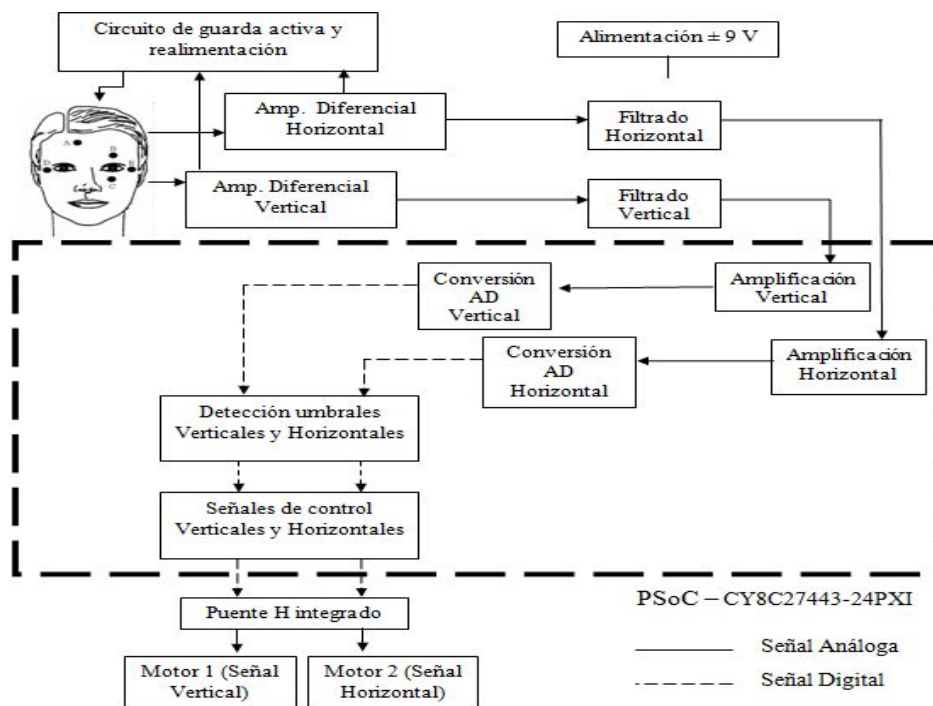 Circuito de guarda activa y
realimentación
Alimentación ± 9 V
Amp. Diferencial
Horizontal
Filtrado
Horizontal
A
B
D
E
C
Amp. Diferencial
Vertical
Filtrado
Vertical
Conversión
AD
Vertical
Amplificación
Vertical
Conversión
AD
Horizontal
Amplificación
Horizontal
Detección umbrales
Verticales y Horizontales
Señales de control
Verticales y Horizontales
Puente H integrado
PSoC – CY8C27443-24PXI
Motor 1 (Señal
Vertical)
Motor 2 (Señal
Horizontal)
Señal Análoga
Señal Digital